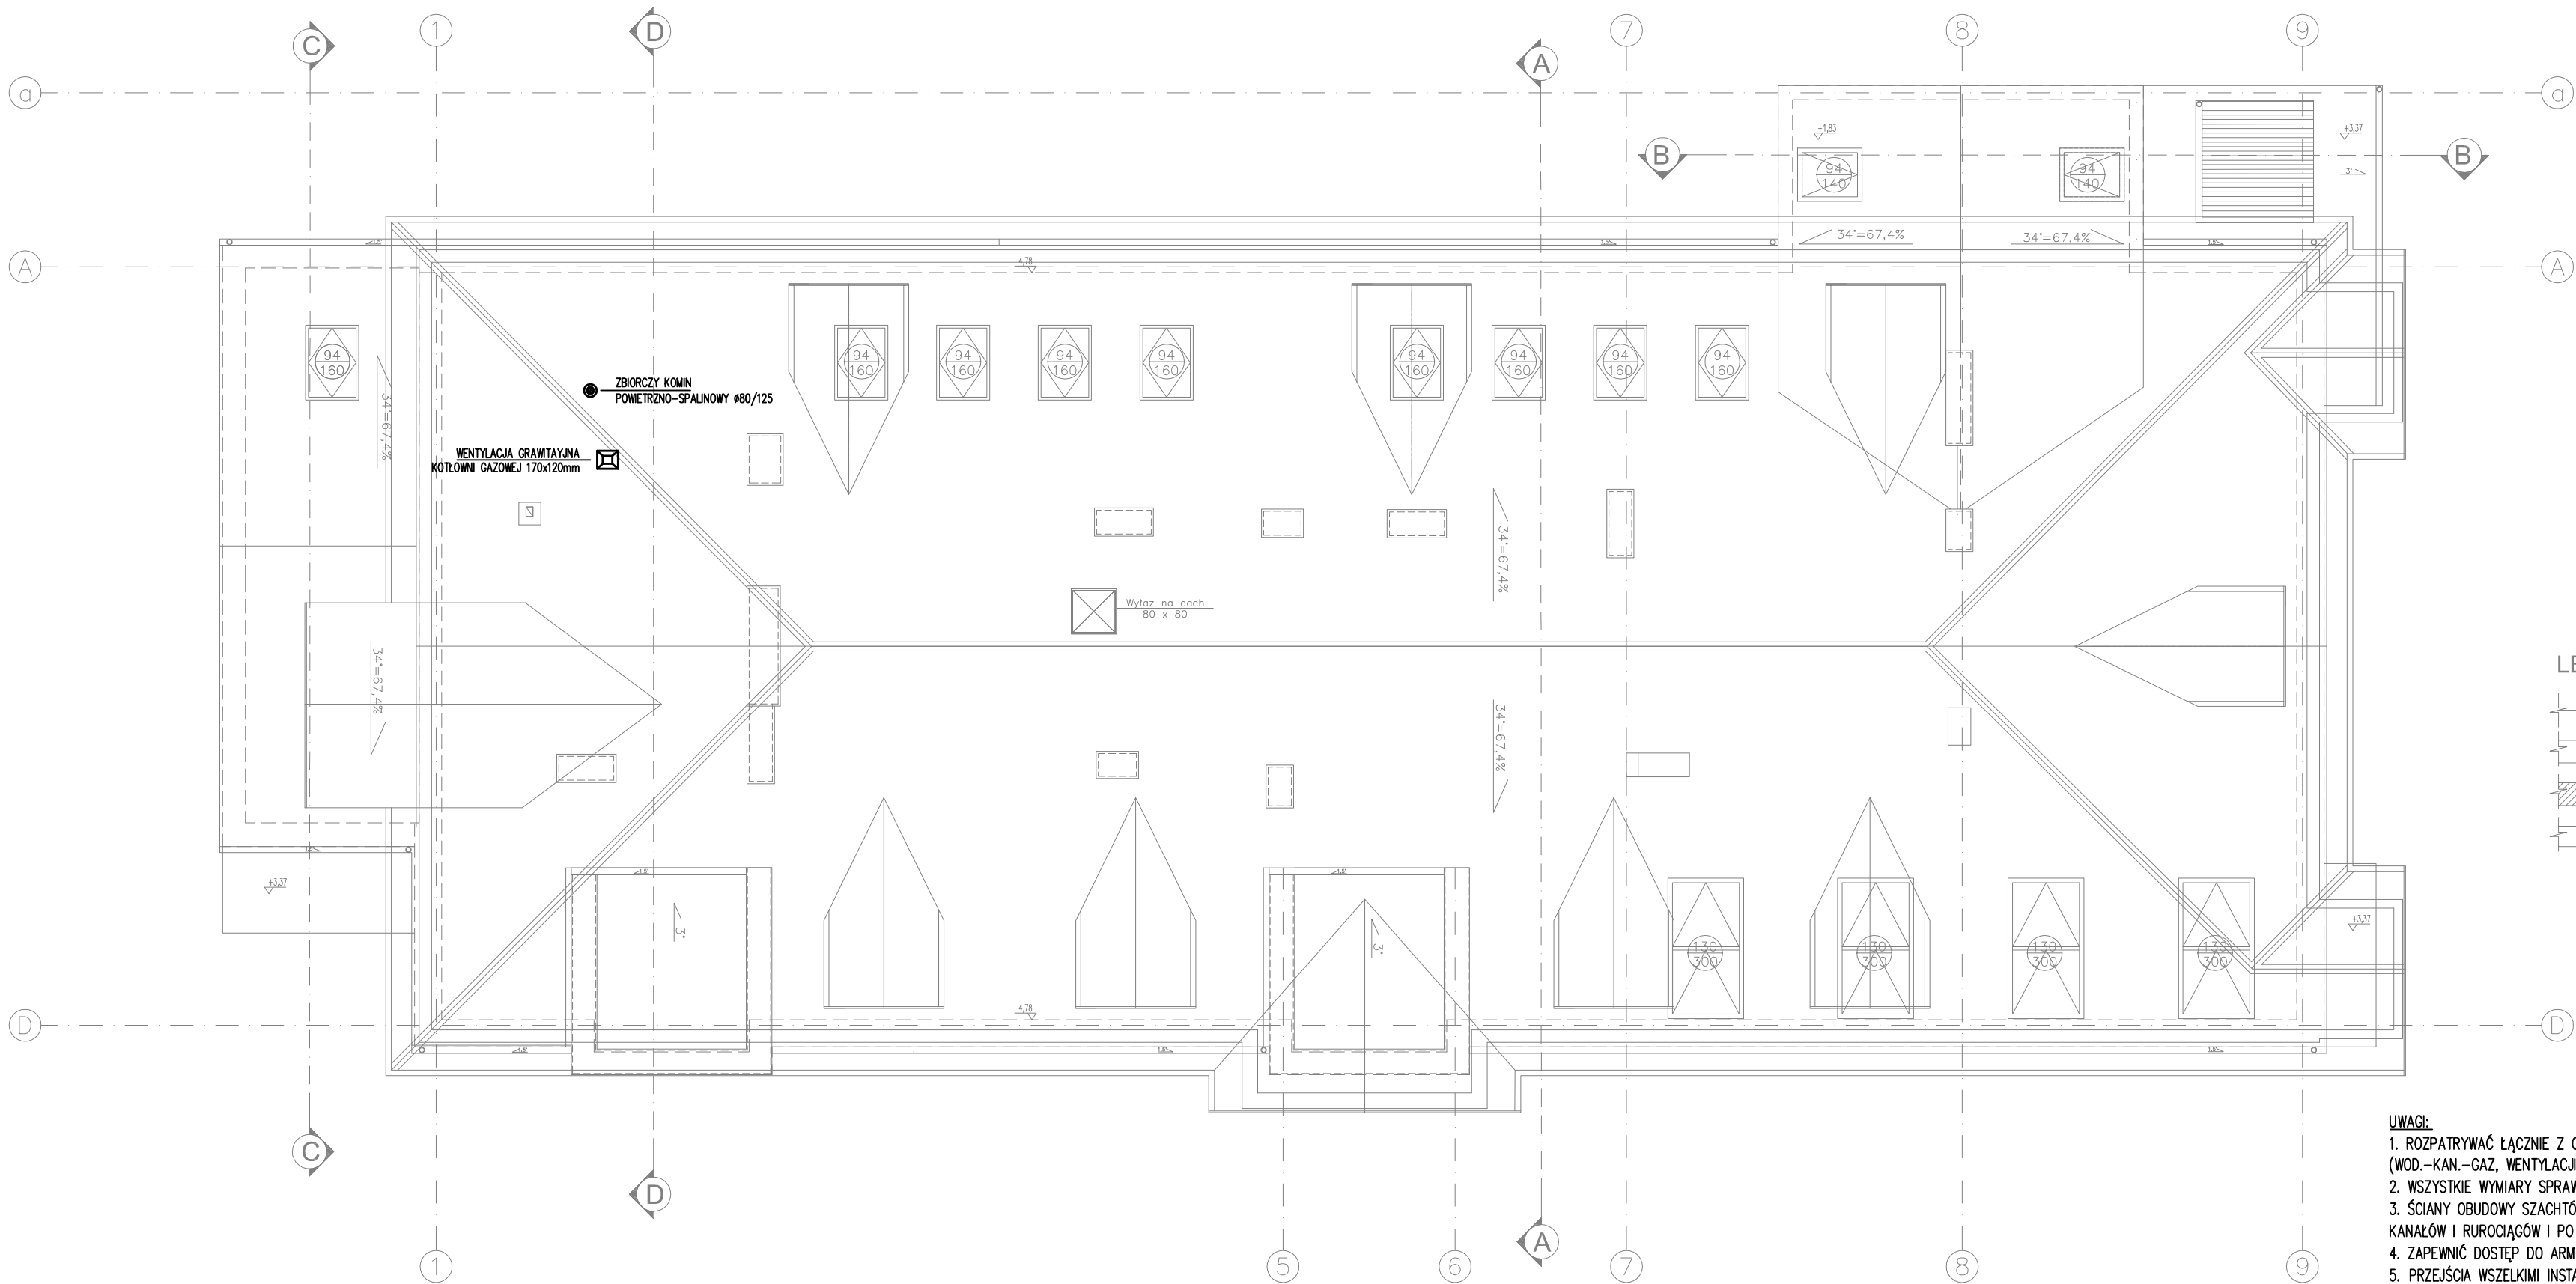 C
1
D
A
7
8
9
a
a
+1,83
+3,37
B
94
140
94
140
B
3°
34°=67,4%
34°=67,4%
A
4,78
A
94
160
94
160
94
160
94
160
94
160
94
160
94
160
94
160
94
160
ZBIORCZY KOMIN
POWIETRZNO-SPALINOWY ø80/125
34°=67,4%
WENTYLACJA GRAWITAYJNA
KOTŁOWNI GAZOWEJ 170x120mm
34°=67,4%
Wyłaz na dach
80 x 80
34°=67,4%
34°=67,4%
LE
+3,37
3°
3°
130
300
130
300
130
300
130
300
+3,37
4,78
D
D
UWAGI:
1. ROZPATRYWAĆ ŁĄCZNIE Z
(WOD.-KAN.-GAZ, WENTYLACJI
2. WSZYSTKIE WYMIARY SPRAW
3. ŚCIANY OBUDOWY SZACHTÓ
KANAŁÓW I RUROCIĄGÓW I PO
4. ZAPEWNIĆ DOSTĘP DO ARM
5. PRZEJŚCIA WSZELKIMI INSTA
C
D
A
1
5
6
7
8
9